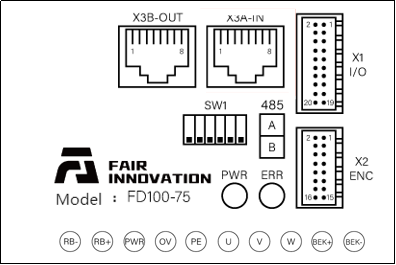 X3B-OUT X3A-IN
1 8 1 8
2 1
X1
I/O
20 19
SW1
485
A
B
2 1
X2
ENC
16 15
FAIR
INNOVATION
PWR ERR
Model : FD100-75
RB- RB+ PWR OV PE U V W BEK+ BEK-